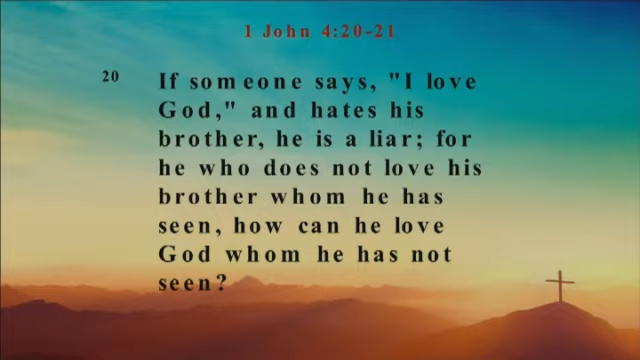 1 John 4:20-21
20 If someone says, "I love
God," and hates his
brother, he is a liar; for
he who does not love his
brother whom he has
seen, how can he love
God whom he has not
seen?